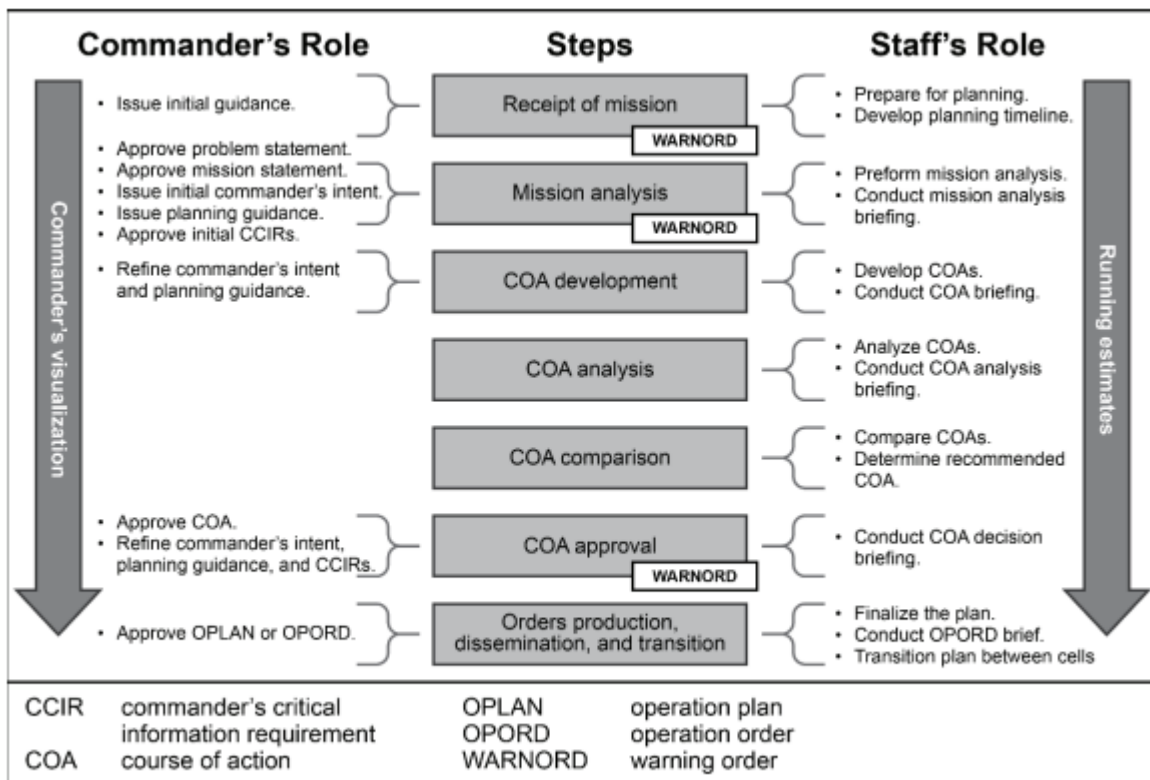 Commander's Role
Steps
Staff's Role
Commander's visualization
Running estimates
• Issue initial guidance.
Receipt of mission
WARNORD
• Prepare for planning.
• Develop planning timeline.
• Approve problem statement.
• Approve mission statement.
• Issue initial commander's intent.
• Issue planning guidance.
• Approve initial CCIRs.
Mission analysis
WARNORD
• Preform mission analysis.
• Conduct mission analysis
briefing.
• Refine commander's intent
and planning guidance.
COA development
• Develop COAs.
• Conduct COA briefing.
COA analysis
• Analyze COAs.
• Conduct COA analysis
briefing.
COA comparison
• Compare COAs.
• Determine recommended
COA.
• Approve COA.
• Refine commander's intent,
planning guidance, and CCIRs.
COA approval
WARNORD
• Conduct COA decision
briefing.
• Approve OPLAN or OPORD.
Orders production,
dissemination, and transition
• Finalize the plan.
• Conduct OPORD brief.
• Transition plan between cells
CCIR commander's critical
information requirement
COA course of action
OPLAN operation plan
OPORD operation order
WARNORD warning order